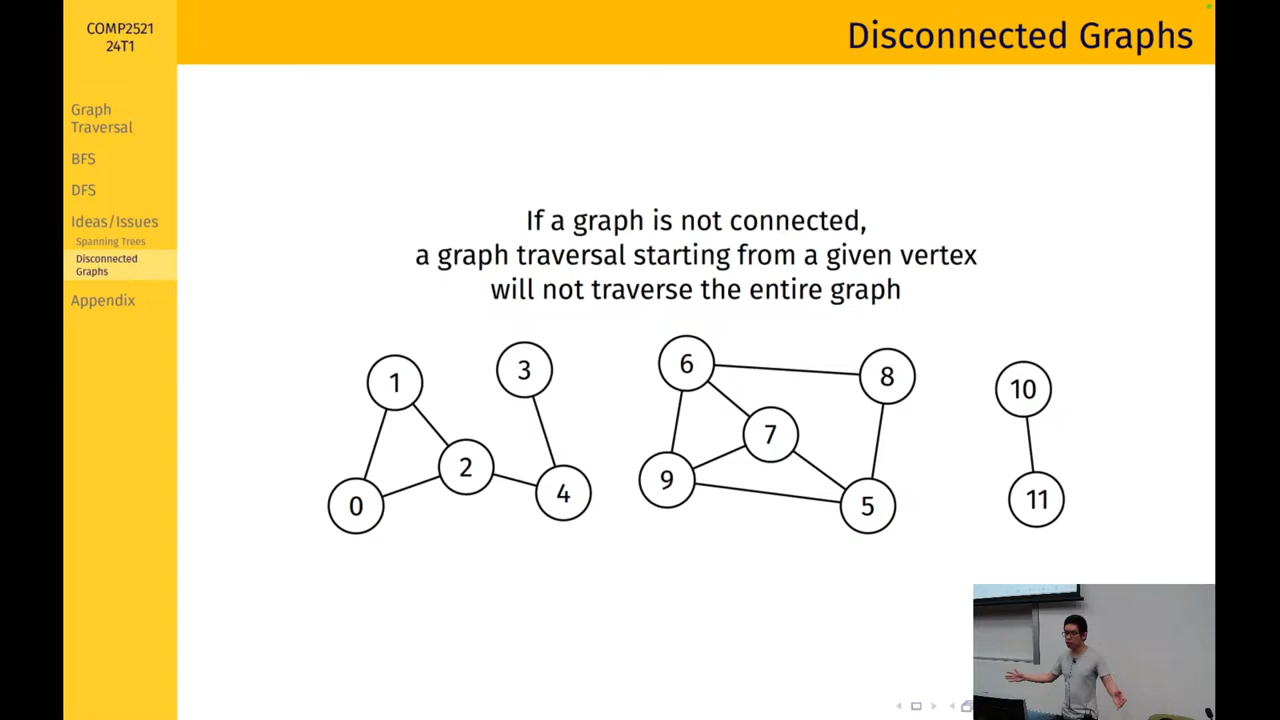 COMP2521
24T1
Disconnected Graphs
Graph
Traversal
BFS
DFS
Ideas/Issues
Spanning Trees
Disconnected
Graphs
Appendix
If a graph is not connected,
a graph traversal starting from a given vertex
will not traverse the entire graph
1
3
6
8
10
2
7
0
4
9
5
11